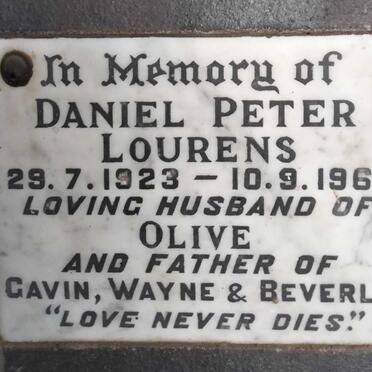 In Memory of
DANIEL PETER
LOURENS
29.7.1923 - 10.9.196
LOVING HUSBAND OF
OLIVE
AND FATHER OF
GAVIN, WAYNE & BEVERL
"LOVE NEVER DIES."